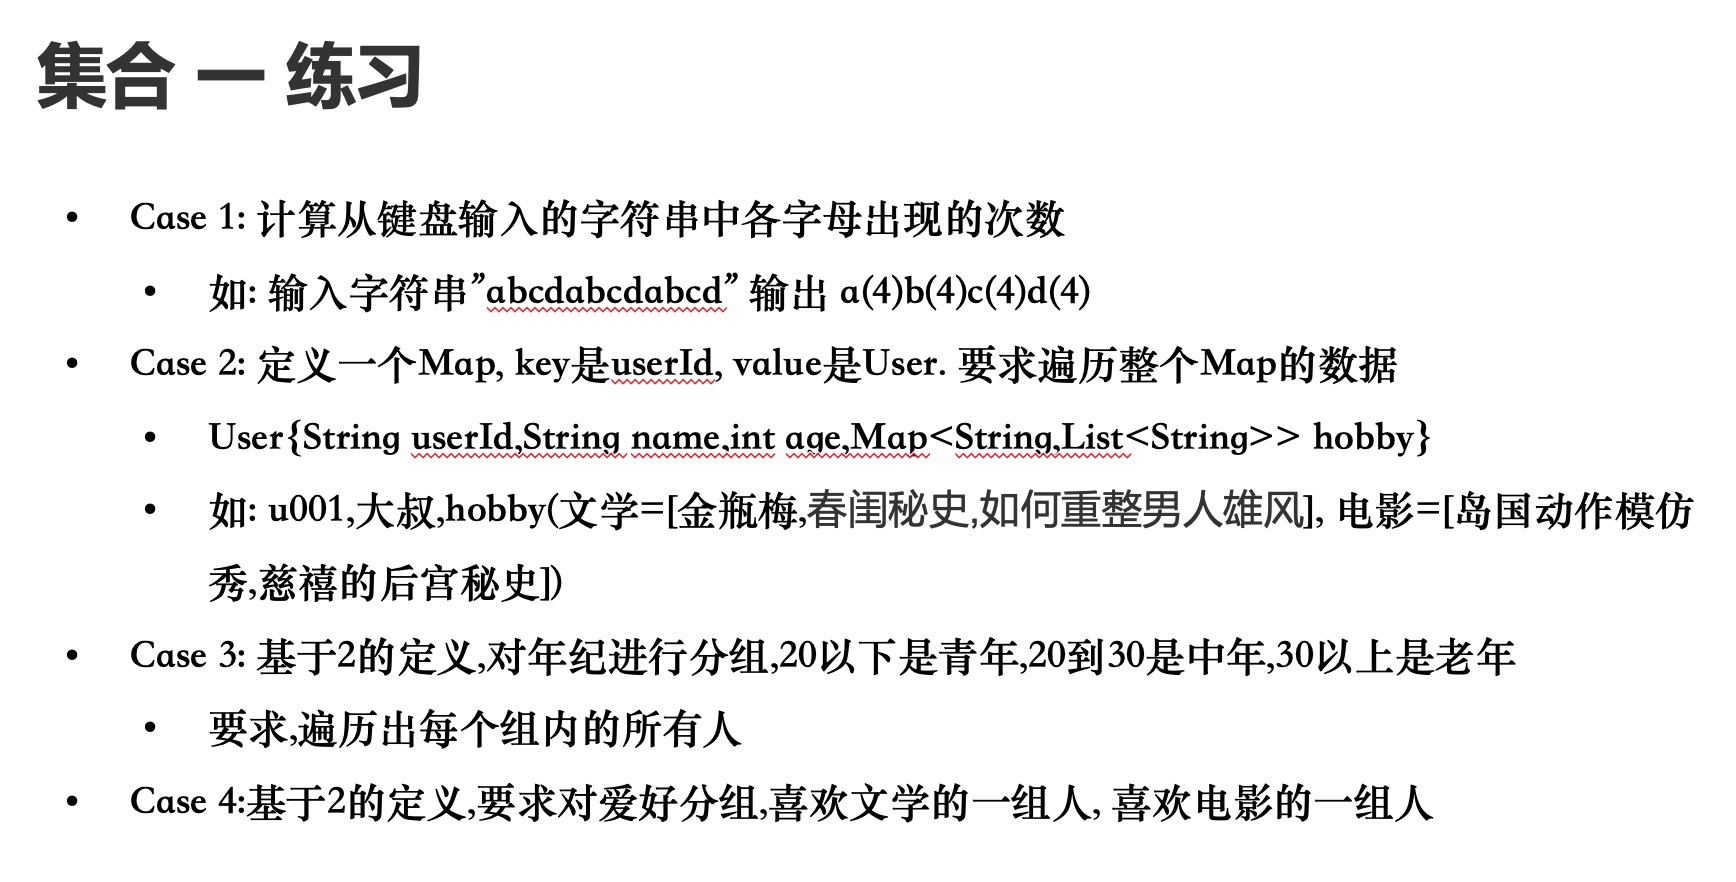 集合 一 练习
• Case 1: 计算从键盘输入的字符串中各字母出现的次数
• 如: 输入字符串”abcdabcdabcd” 输出 a(4)b(4)c(4)d(4)
• Case 2: 定义一个Map, key是userId, value是User. 要求遍历整个Map的数据
• User{String userId,String name,int age,Map<String,List<String>> hobby}
• 如: u001,大叔,hobby(文学=[金瓶梅,春闺秘史,如何重整男人雄风], 电影=[岛国动作模仿
秀,慈禧的后宫秘史])
• Case 3: 基于2的定义,对年纪进行分组,20以下是青年,20到30是中年,30以上是老年
• 要求,遍历出每个组内的所有人
• Case 4:基于2的定义,要求对爱好分组,喜欢文学的一组人, 喜欢电影的一组人